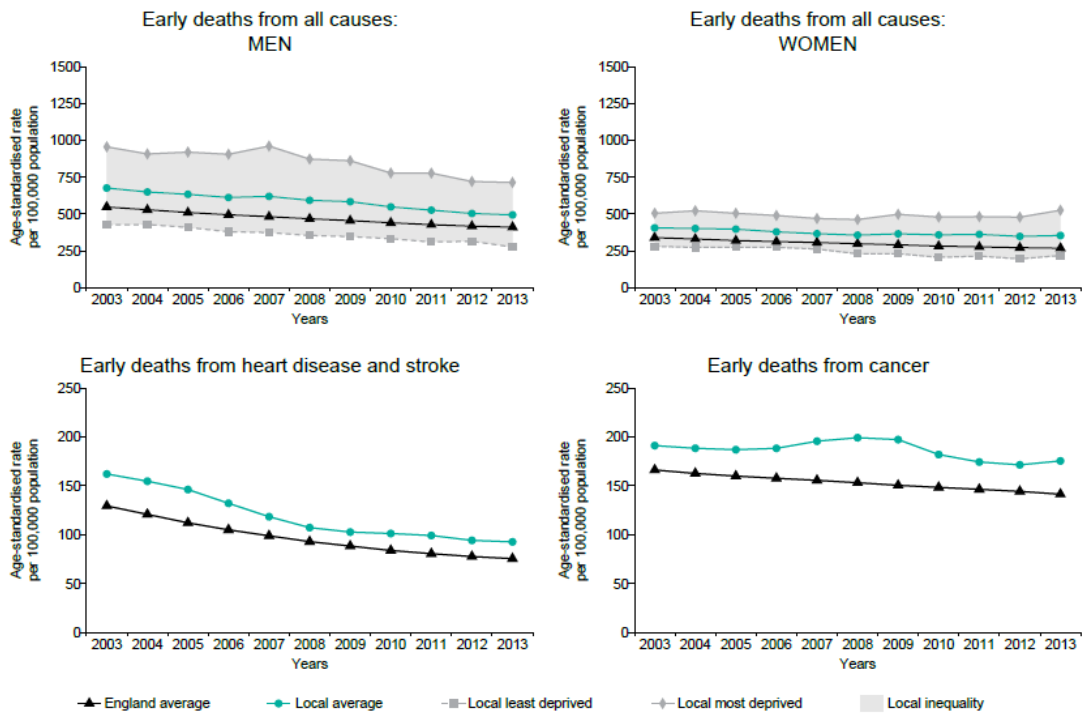 Early deaths from all causes:
MEN
Age-standardised rate
per 100,000 population
1500
1250
1000
750
500
250
0
2003 2004 2005 2006 2007 2008 2009 2010 2011 2012 2013
Years
Early deaths from all causes:
WOMEN
Age-standardised rate
per 100,000 population
1500
1250
1000
750
500
250
0
2003 2004 2005 2006 2007 2008 2009 2010 2011 2012 2013
Years
Early deaths from heart disease and stroke
Age-standardised rate
per 100,000 population
250
200
150
100
50
0
2003 2004 2005 2006 2007 2008 2009 2010 2011 2012 2013
Years
Early deaths from cancer
Age-standardised rate
per 100,000 population
250
200
150
100
50
0
2003 2004 2005 2006 2007 2008 2009 2010 2011 2012 2013
Years
England average Local average Local least deprived Local most deprived Local inequality